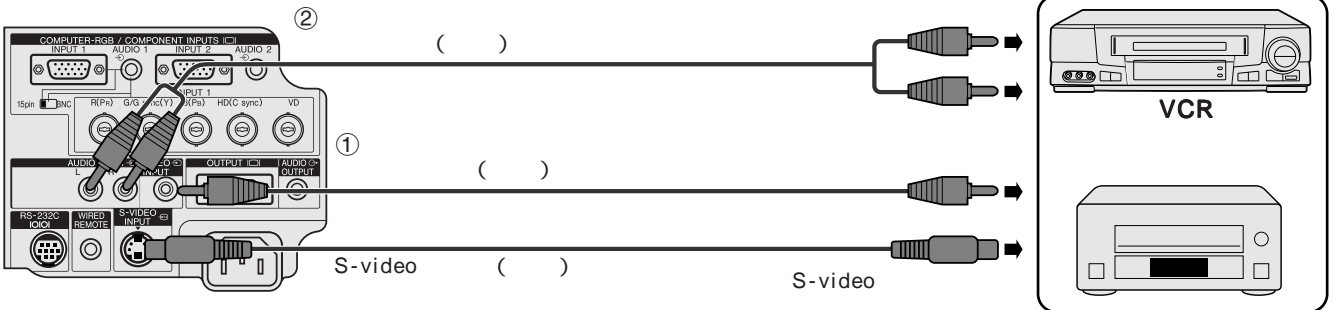 ②
COMPUTER-RGB / COMPONENT INPUTS
INPUT 1 AUDIO 1 INPUT 2 AUDIO 2
15pin BNC
INPUT 1
R(PR) G/G sync(Y) B(PB) HD(C sync) VD
( )
VCR
①
AUDIO INPUT OUTPUT AUDIO OUTPUT
L R
( )
RS-232C WIRED REMOTE S-VIDEO INPUT
IOIOI
S-video ( ) S-video